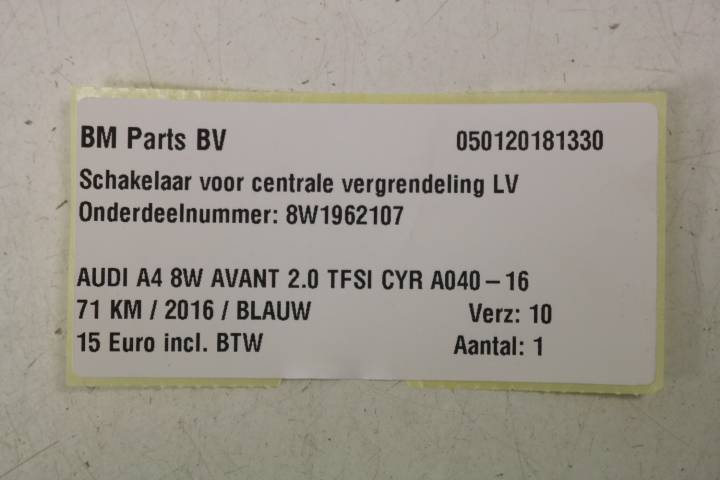 BM Parts BV 050120181330
Schakelaar voor centrale vergrendeling LV
Onderdeelnummer: 8W1962107
AUDI A4 8W AVANT 2.0 TFSI CYR A040-16
71 KM / 2016 / BLAUW Verz: 10
15 Euro incl. BTW Aantal: 1